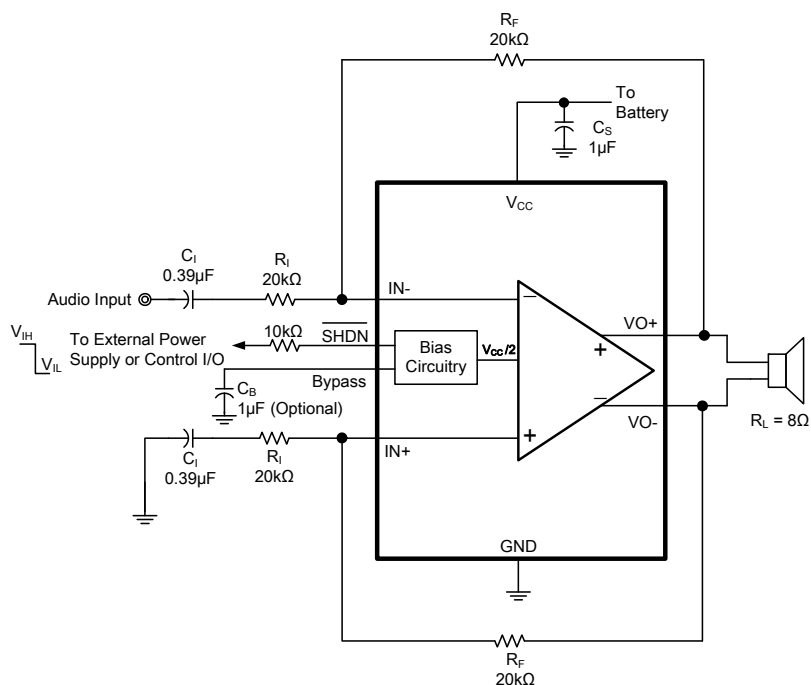 R_F
20kΩ
To
Battery
C_S
1µF
V_CC
C_I
0.39µF
R_I
20kΩ
Audio Input
IN-
−
V_IH
V_IL
To External Power
Supply or Control I/O
10kΩ
SHDN
Bias
Circuitry
V_CC/2
VO+
+
Bypass
C_B
1µF (Optional)
−
VO-
R_L = 8Ω
C_I
0.39µF
R_I
20kΩ
IN+
+
GND
R_F
20kΩ